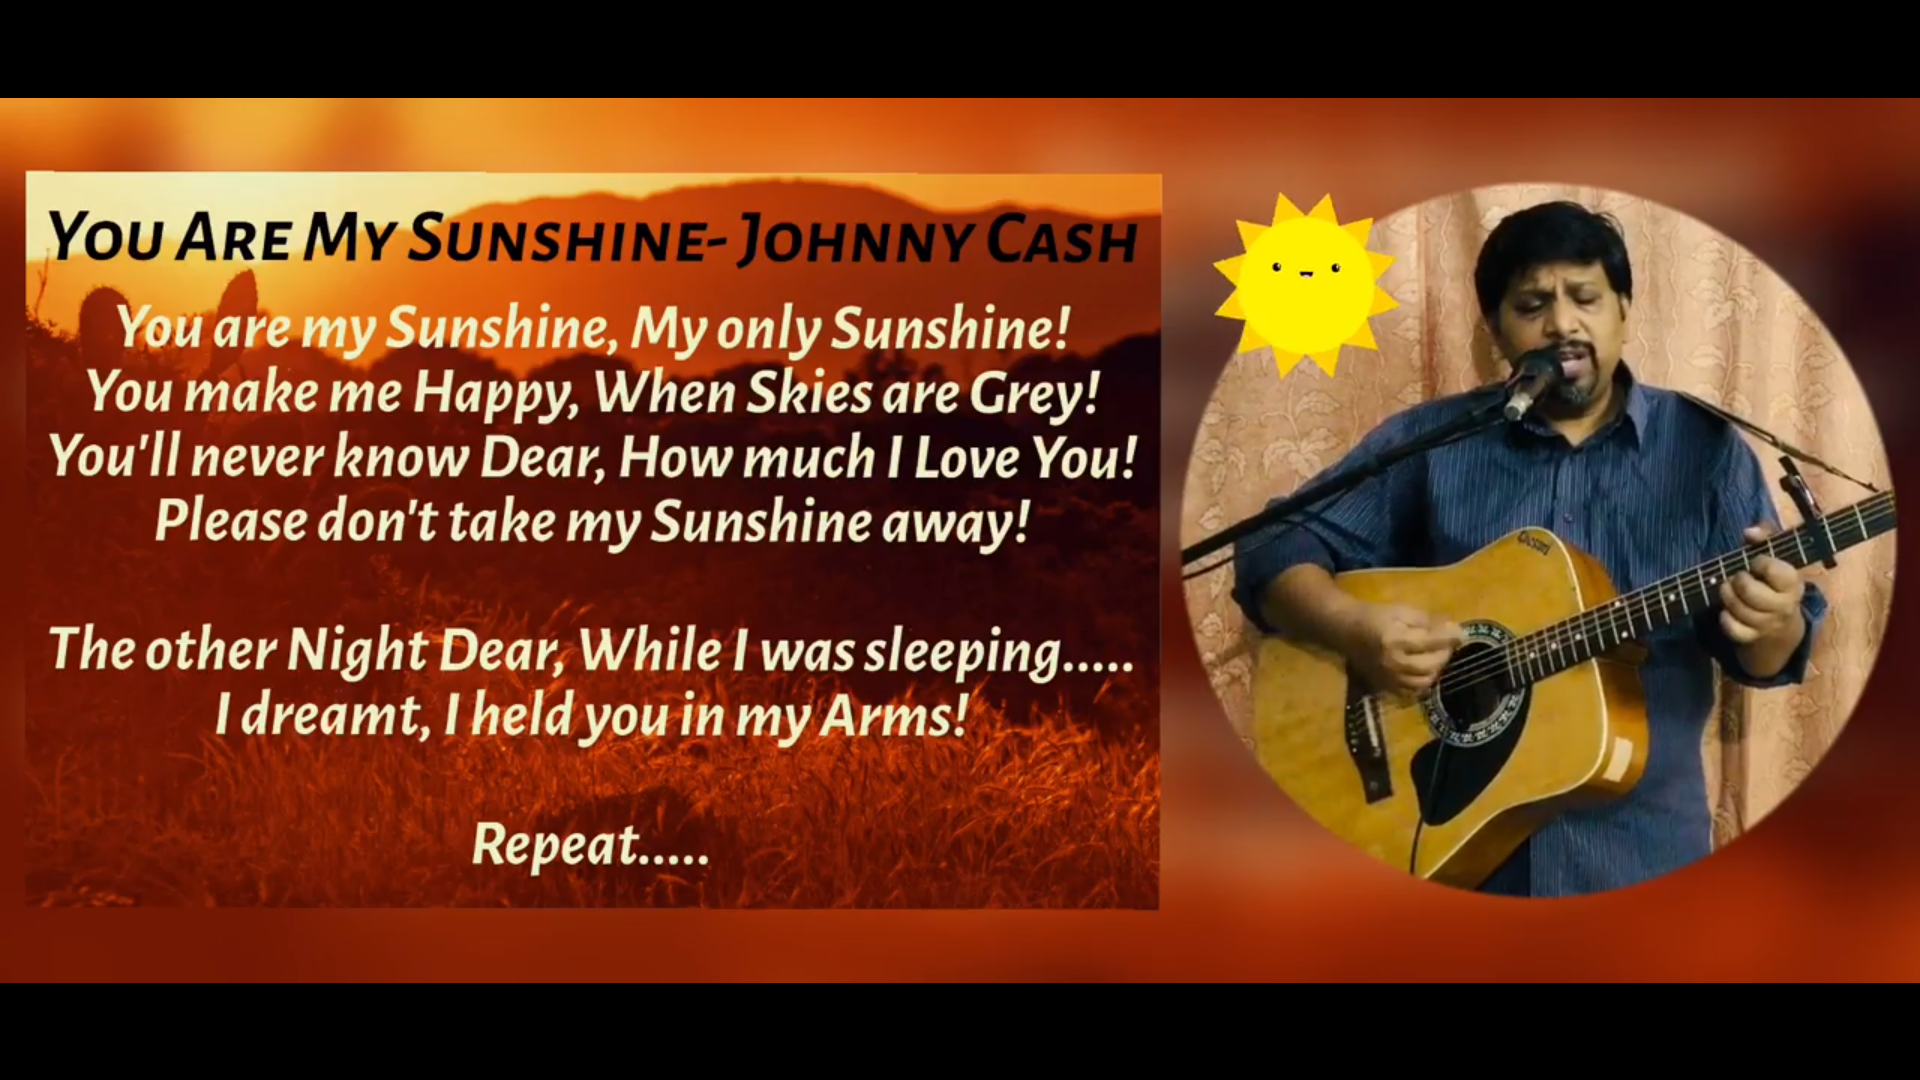 YOU ARE MY SUNSHINE- JOHNNY CASH
You are my Sunshine, My only Sunshine!
You make me Happy, When Skies are Grey!
You'll never know Dear, How much I Love You!
Please don't take my Sunshine away!
The other Night Dear, While I was sleeping.....
I dreamt, I held you in my Arms!
Repeat.....